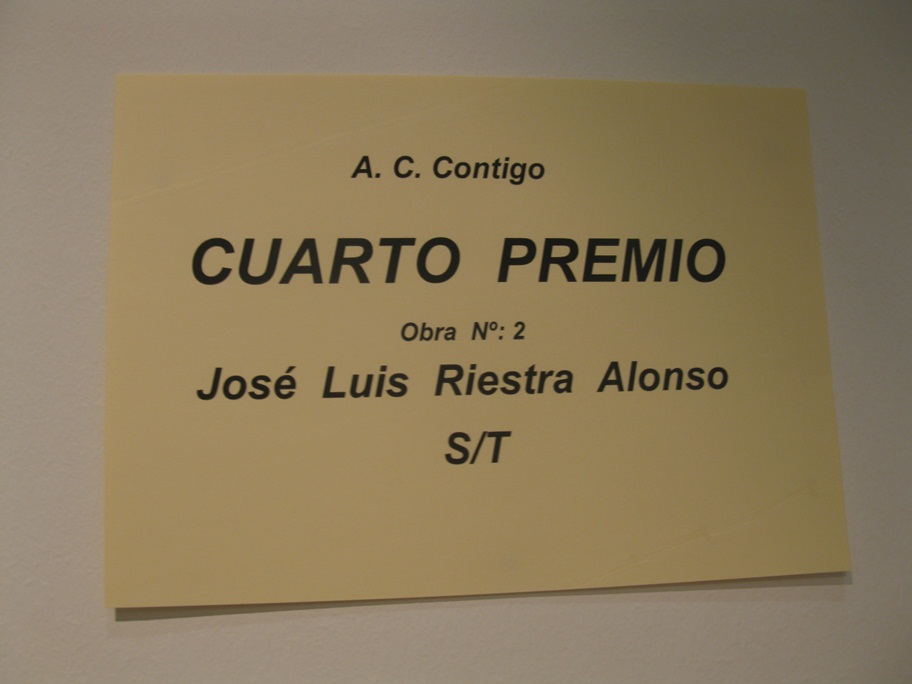 A. C. Contigo
CUARTO PREMIO
Obra Nº: 2
José Luis Riestra Alonso
S/T